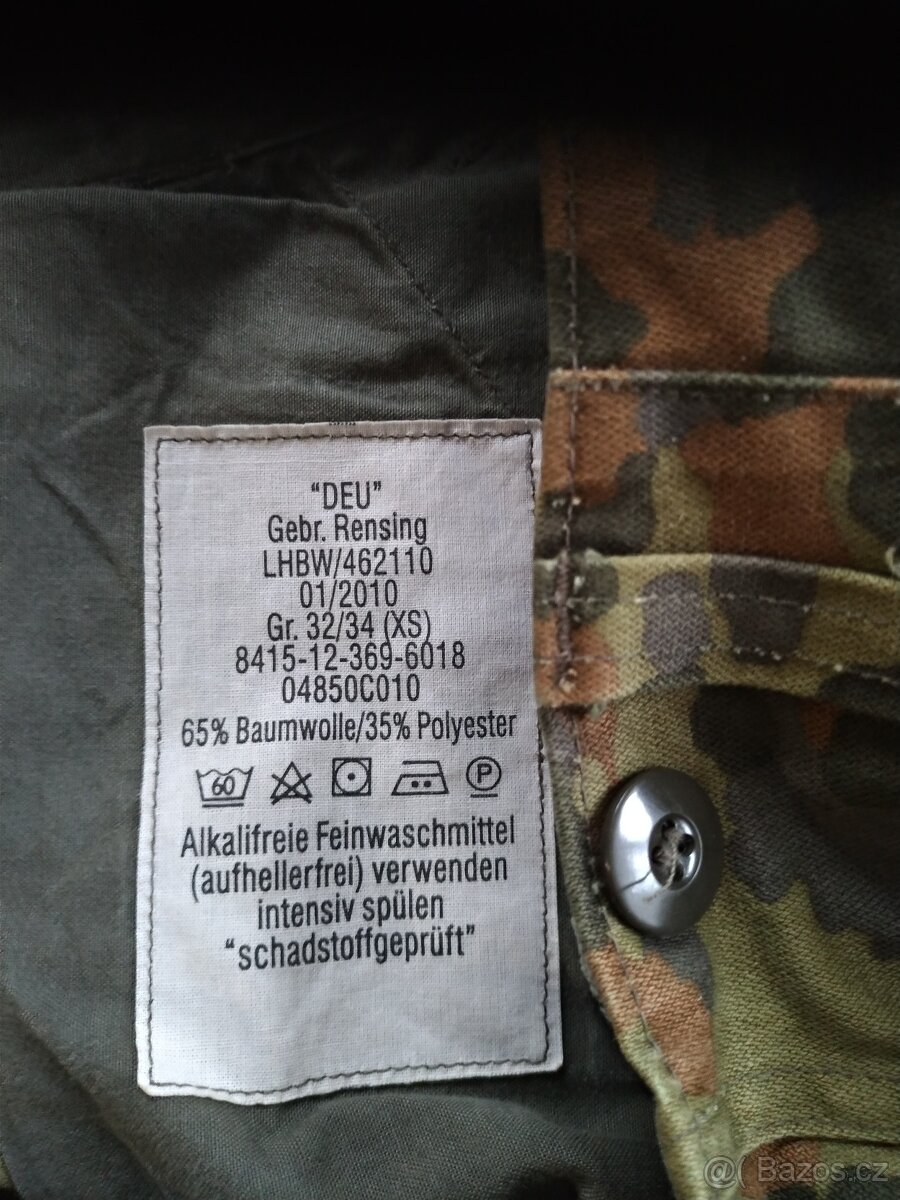 "DEU"
Gebr. Rensing
LHBW/462110
01/2010
Gr. 32/34 (XS)
8415-12-369-6018
04850C010
65% Baumwolle/35% Polyester
60 P
Alkalifreie Feinwaschmittel
(aufhellerfrei) verwenden
intensiv spülen
"schadstoffgeprüft"
@( Bazos.cz